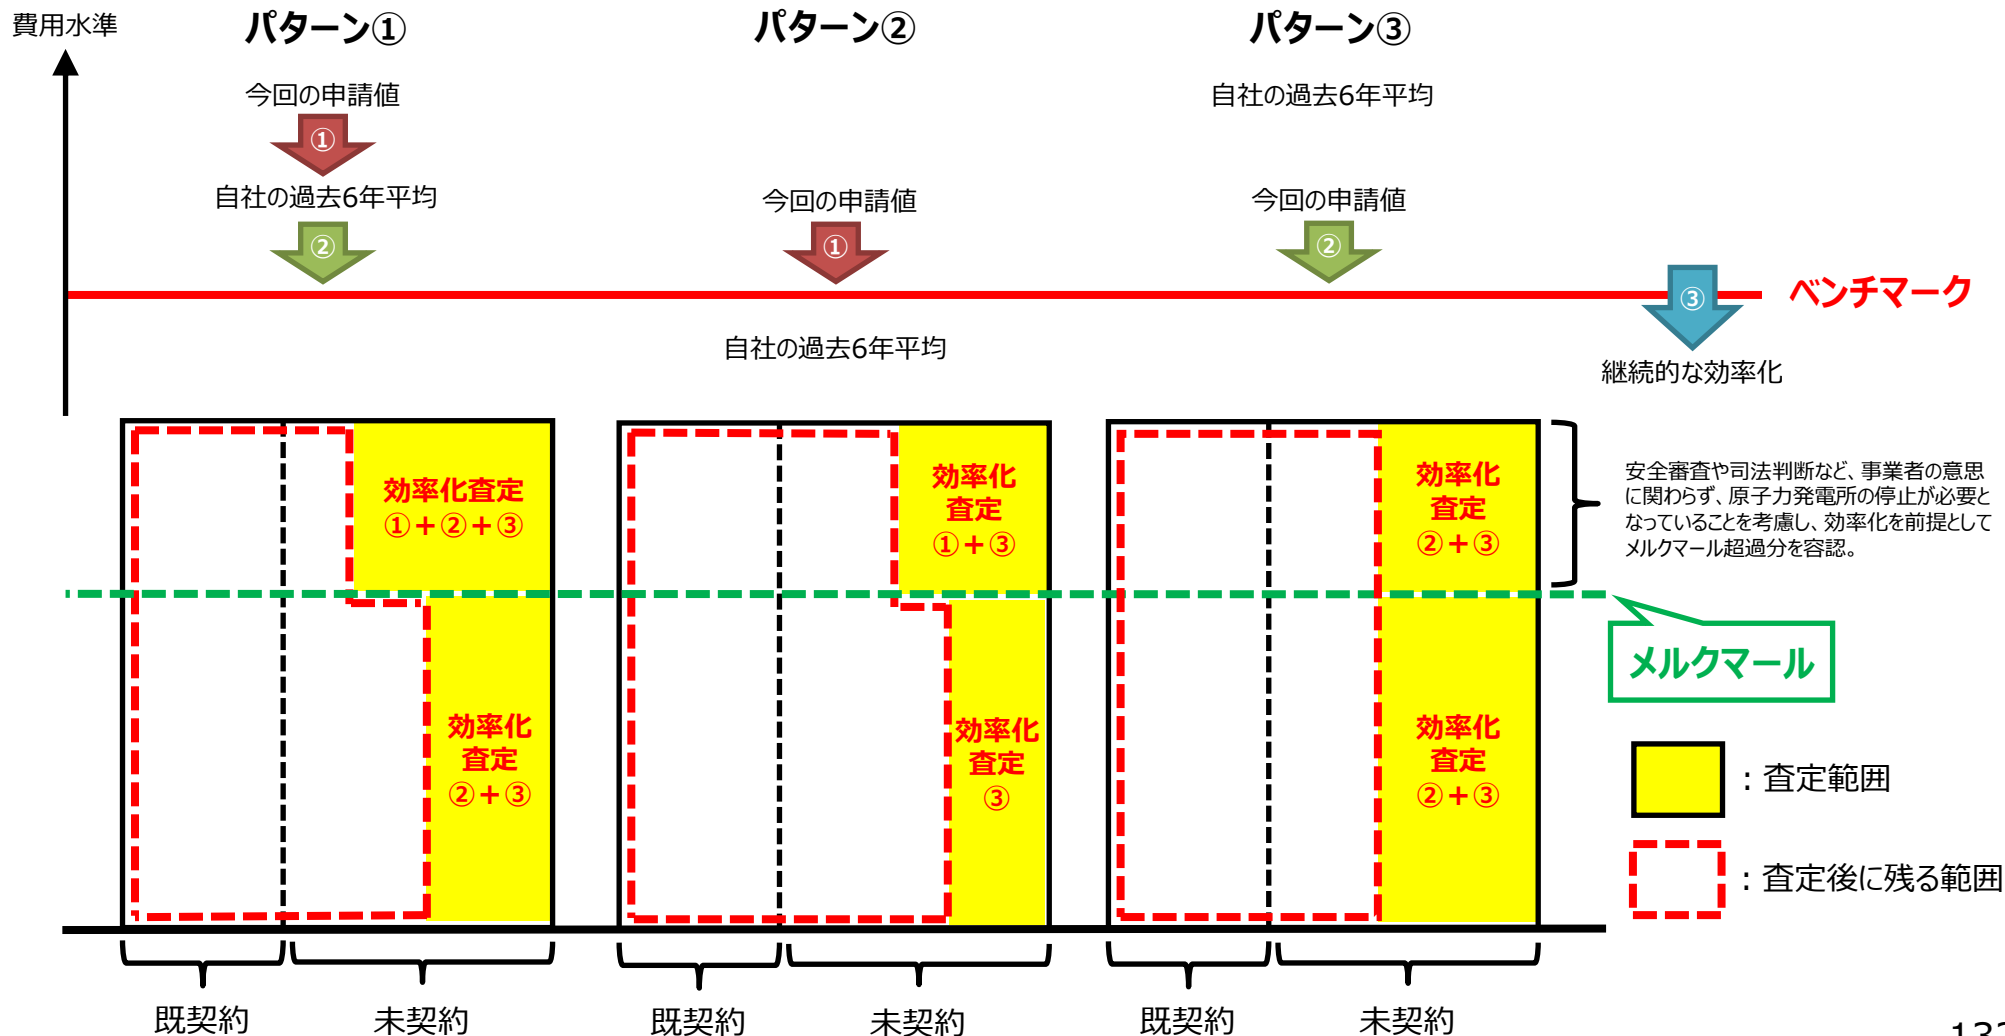 費用水準
パターン①
パターン②
パターン③
今回の申請値
①
自社の過去6年平均
②
今回の申請値
①
自社の過去6年平均
自社の過去6年平均
今回の申請値
②
ベンチマーク
③
継続的な効率化
効率化査定
①+②+③
効率化
査定
②+③
効率化
査定
①+③
効率化
査定
③
効率化
査定
②+③
効率化
査定
②+③
安全審査や司法判断など、事業者の意思
に関わらず、原子力発電所の停止が必要と
なっていることを考慮し、効率化を前提として
メルクマール超過分を容認。
メルクマール
：査定範囲
：査定後に残る範囲
既契約
未契約
既契約
未契約
既契約
未契約